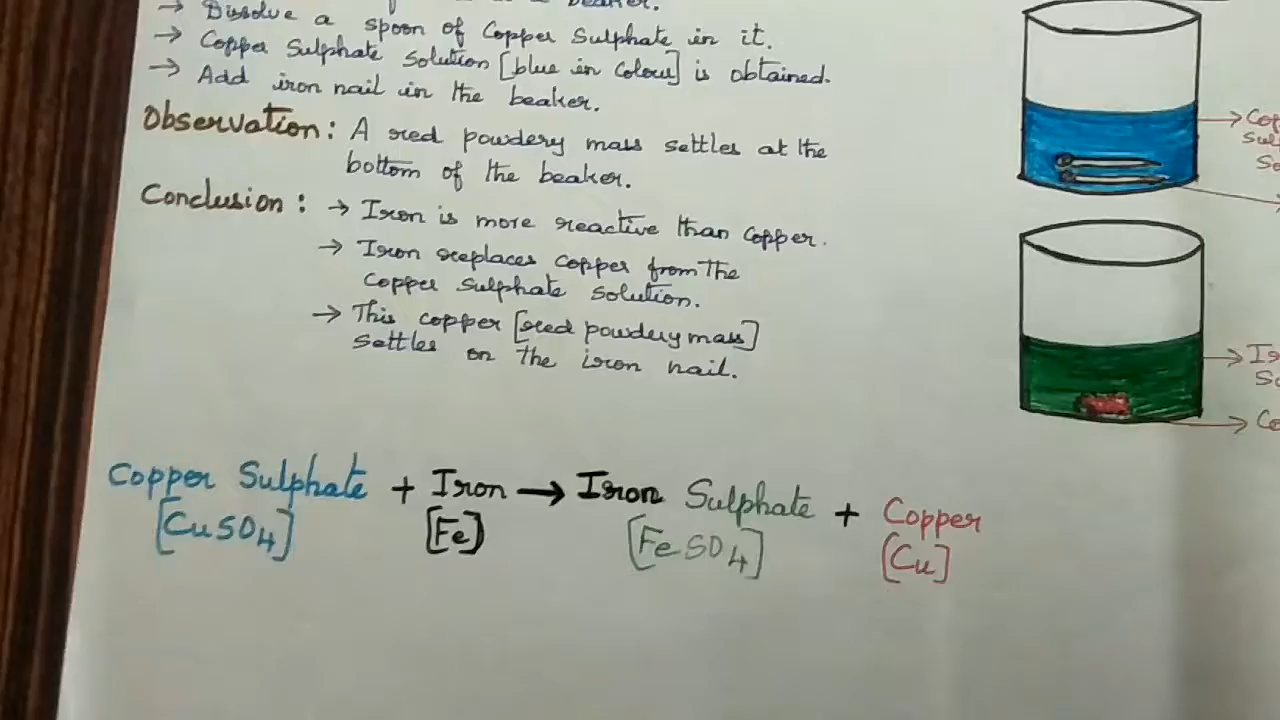 beaker.
→ Dissolve a spoon of Copper Sulphate in it.
→ Copper Sulphate Solution [blue in Colour] is obtained.
→ Add iron nail in the beaker.
Observation: A red powdery mass settles at the
bottom of the beaker.
Conclusion: → Iron is more reactive than Copper.
→ Iron replaces copper from the
Copper Sulphate Solution.
→ This copper [red powdery mass]
Settles on the iron nail.
Copper Sulphate + Iron → Iron Sulphate + Copper
[CuSO4] [Fe] [FeSO4] [Cu]